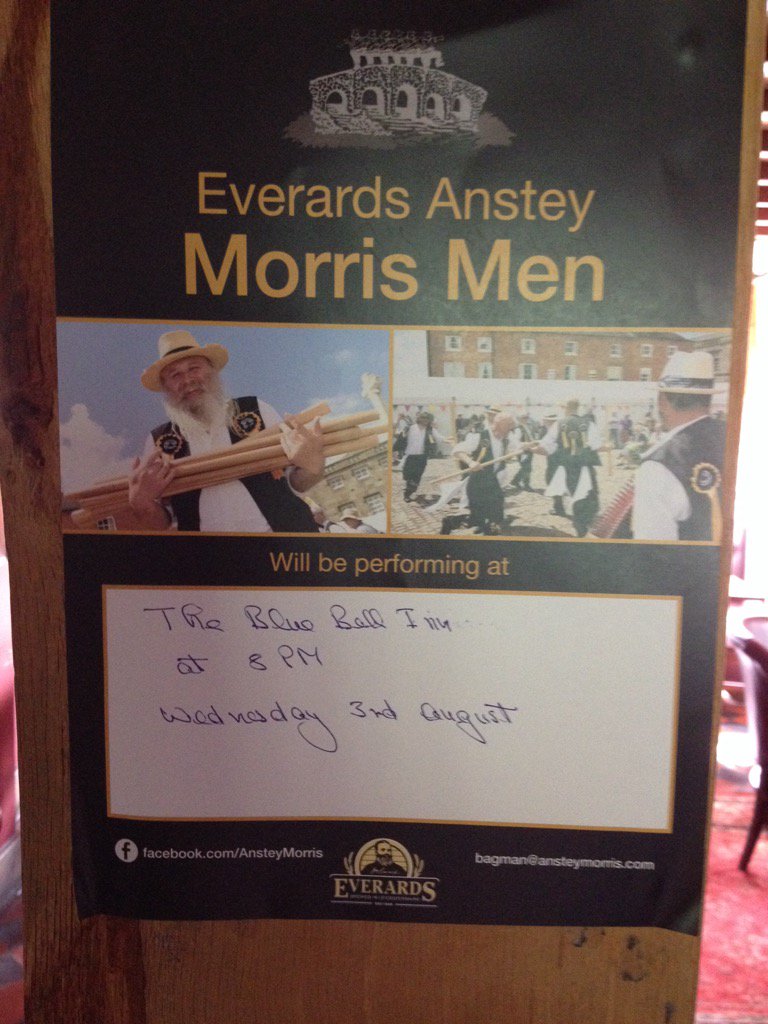 Everards Anstey
Morris Men
Will be performing at
The Blue Ball Inn
at 8 PM
Wednesday 3rd August
facebook.com/AnsteyMorris
EVERARDS
bagman@ansteymorris.com